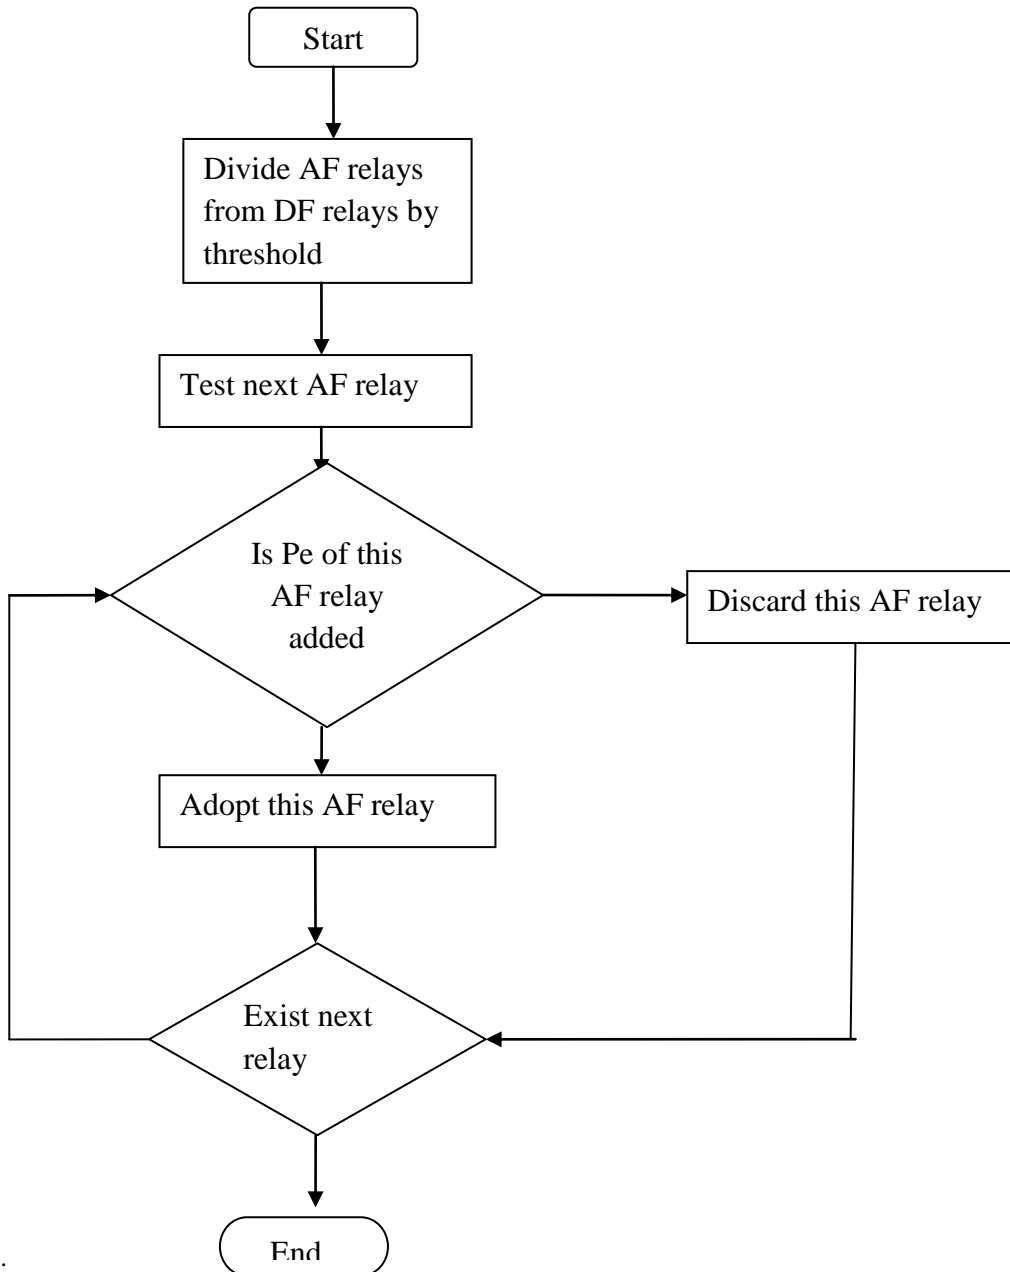 Start
Divide AF relays
from DF relays by
threshold
Test next AF relay
Is Pe of this
AF relay
added
Discard this AF relay
Adopt this AF relay
Exist next
relay
End
.